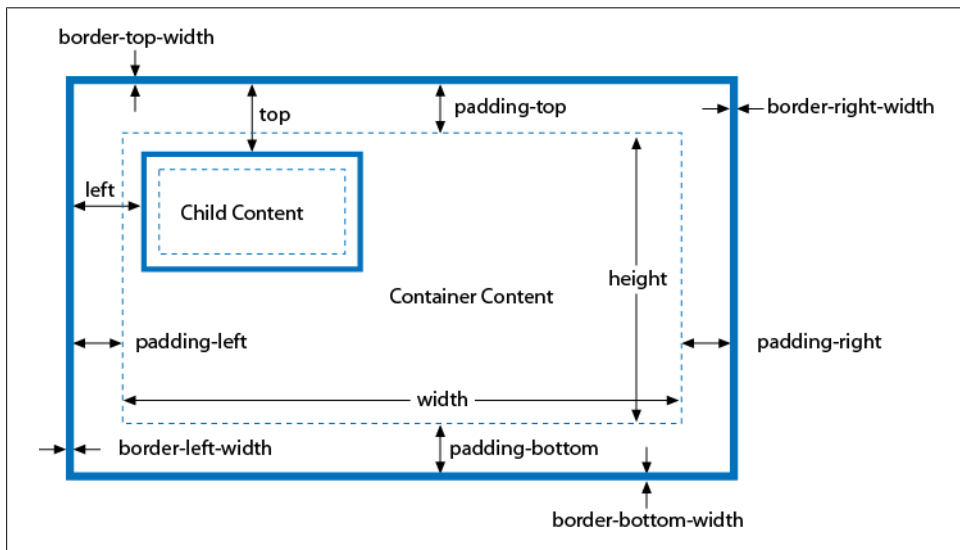 border-top-width
top
padding-top
border-right-width
left
Child Content
height
Container Content
padding-left
padding-right
width
border-left-width
padding-bottom
border-bottom-width